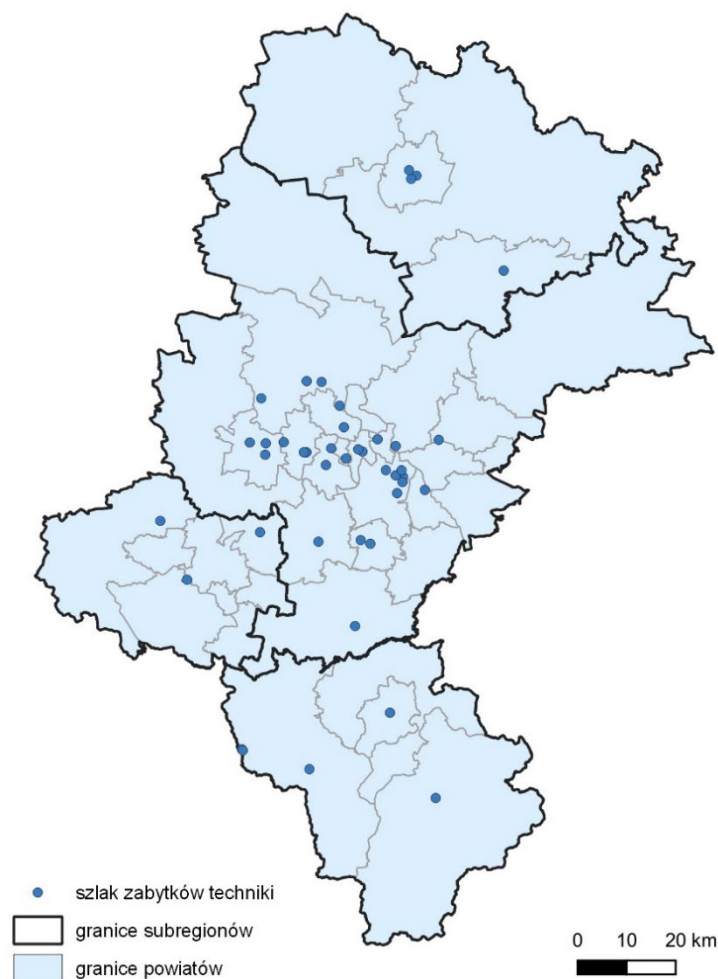 szlak zabytków techniki
granice subregionów
granice powiatów
0 10 20 km